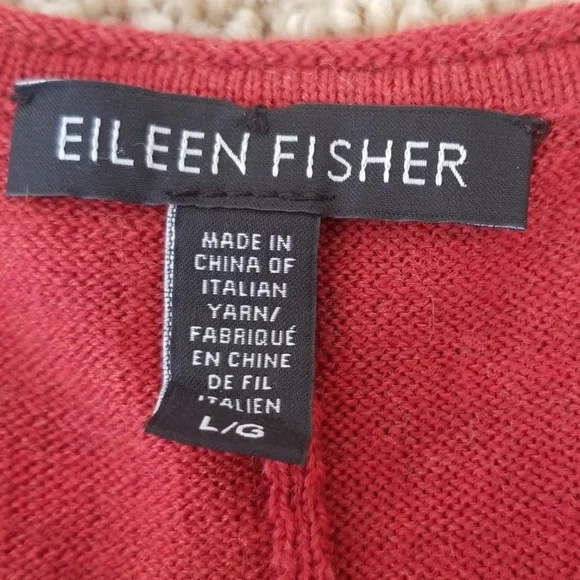 EILEEN FISHER
MADE IN
CHINA OF
ITALIAN
YARN/
FABRIQUÉ
EN CHINE
DE FIL
ITALIEN
L/G